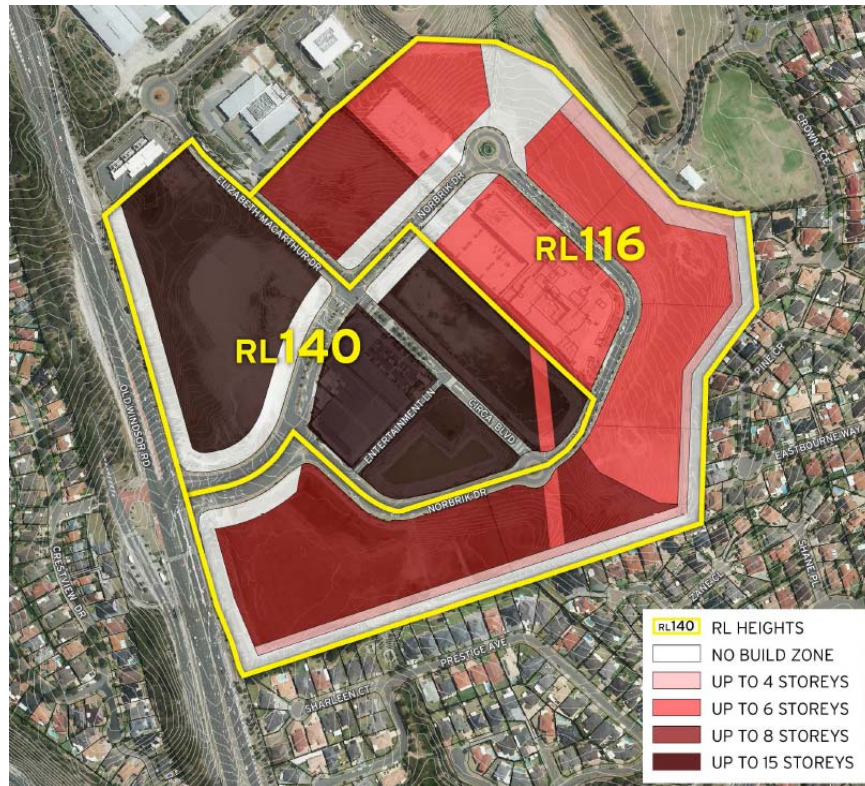 CROWN TCE
ELIZABETH MACARTHUR DR
NORBRIK DR
RL116
RL140
OLD WINDSOR RD
PINE CR
CIRCA BLVD
ENTERTAINMENT LN
EASTBOURNE WAY
NORBRIK DR
CRESTVIEW DR
SHANE PL
ZANE CL
PRESTIGE AVE
SHARLEEN CT
RL140 RL HEIGHTS
NO BUILD ZONE
UP TO 4 STOREYS
UP TO 6 STOREYS
UP TO 8 STOREYS
UP TO 15 STOREYS